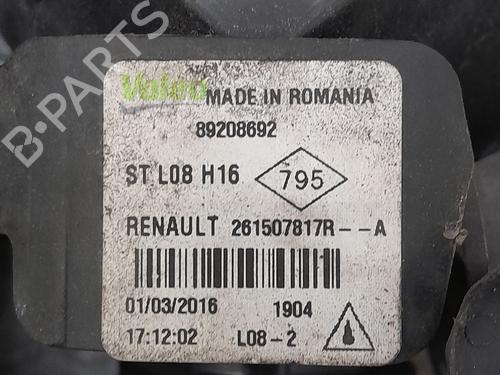 B-PARTS
Valeo MADE IN ROMANIA
89208692
ST L08 H16 795
RENAULT 261507817R--A
01/03/2016 1904
17:12:02 L08-2